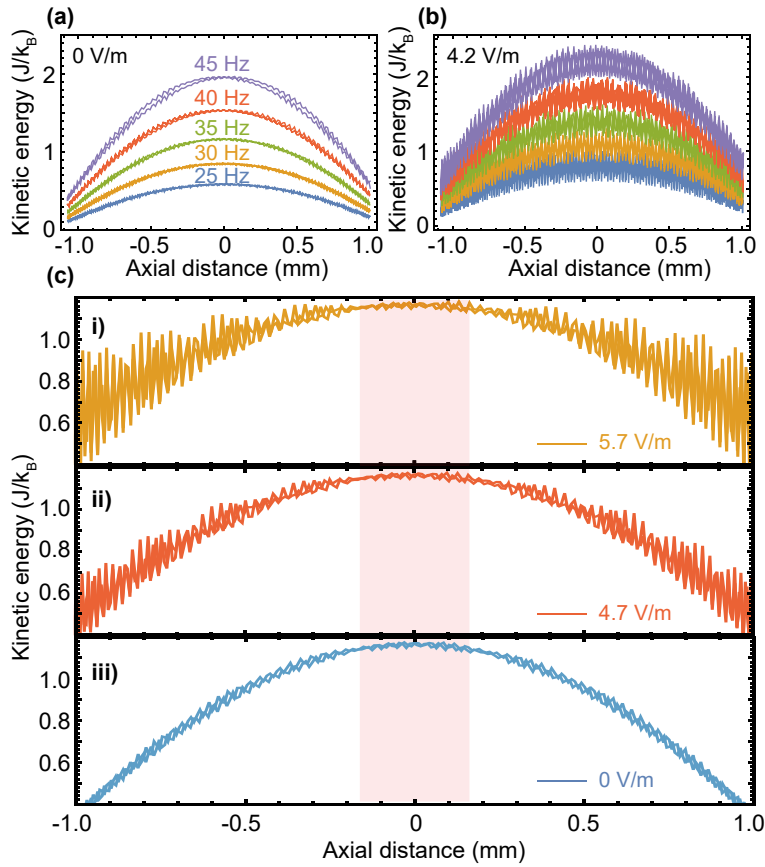 (a)
0 V/m
45 Hz
40 Hz
35 Hz
30 Hz
25 Hz
Kinetic energy (J/kB)
2
1
0
-1.0
-0.5
0
0.5
1.0
Axial distance (mm)
(b)
4.2 V/m
Kinetic energy (J/kB)
2
1
0
-1.0
-0.5
0
0.5
1.0
Axial distance (mm)
(c)
i)
1.0
0.8
0.6
5.7 V/m
ii)
1.0
0.8
0.6
4.7 V/m
Kinetic energy (J/kB)
iii)
1.0
0.8
0.6
0 V/m
-1.0
-0.5
0
0.5
1.0
Axial distance (mm)